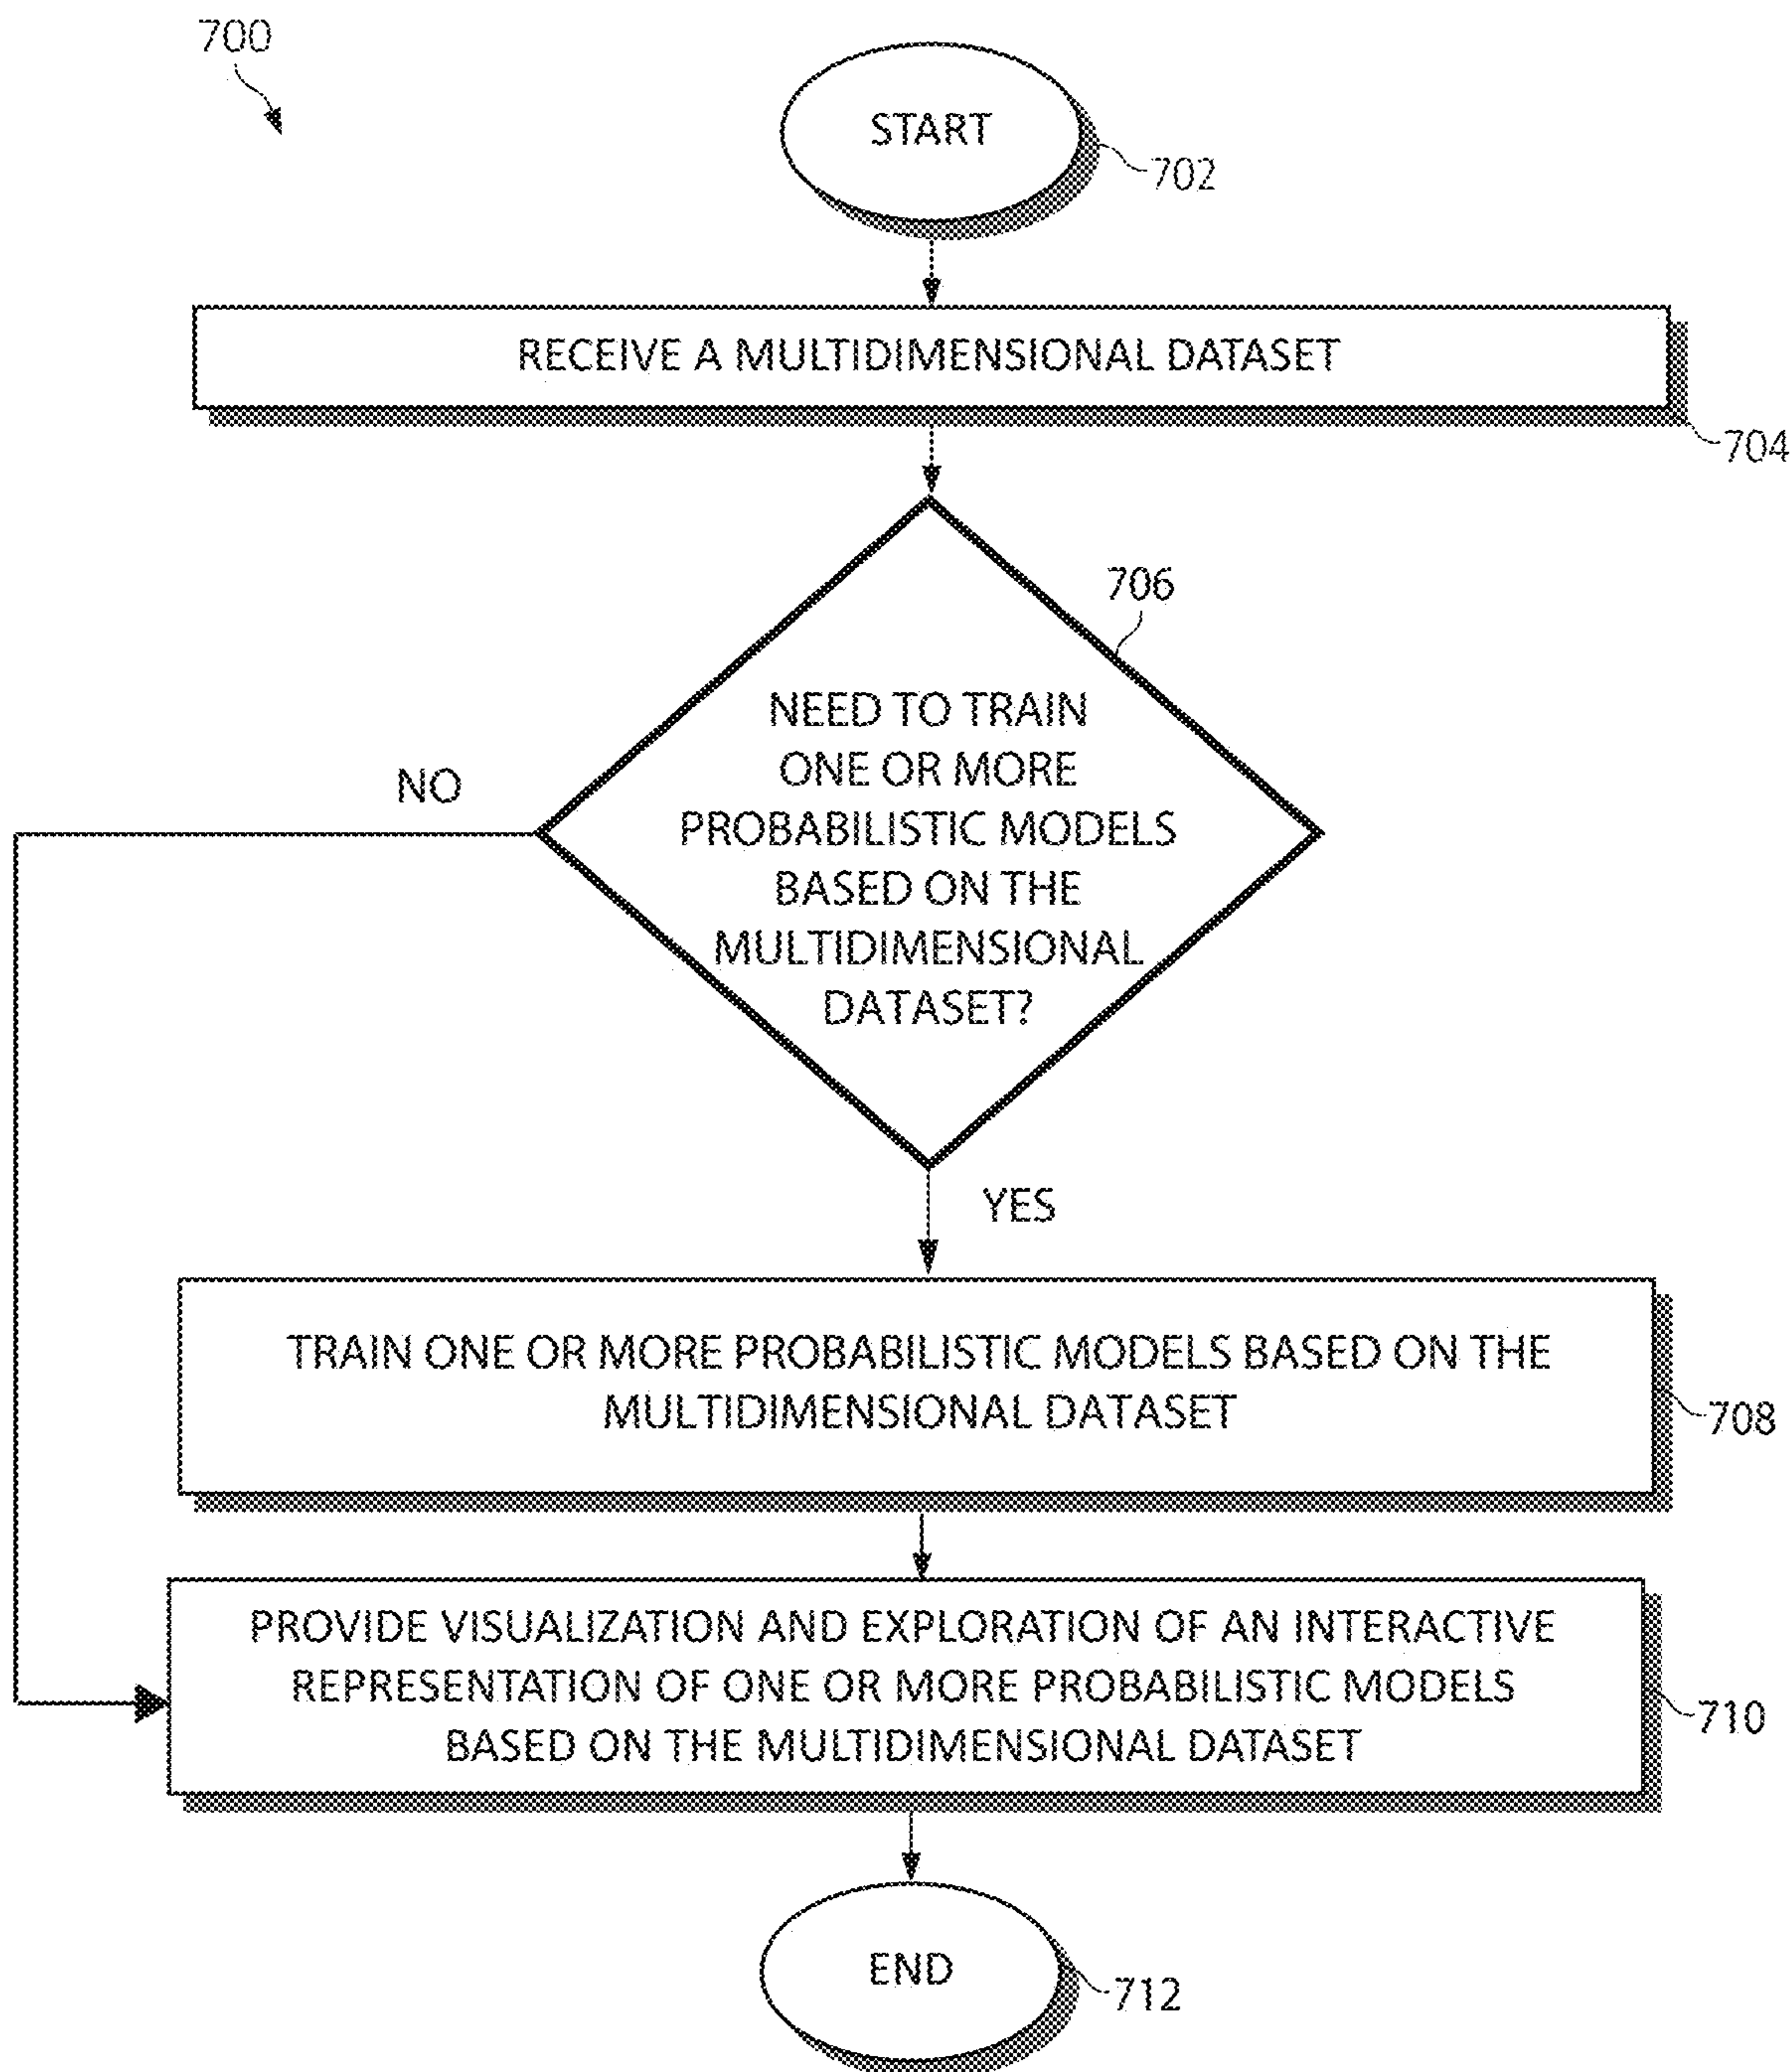 700
START
702
RECEIVE A MULTIDIMENSIONAL DATASET
704
706
NEED TO TRAIN
ONE OR MORE
PROBABILISTIC MODELS
BASED ON THE
MULTIDIMENSIONAL
DATASET?
NO
YES
TRAIN ONE OR MORE PROBABILISTIC MODELS BASED ON THE
MULTIDIMENSIONAL DATASET
708
PROVIDE VISUALIZATION AND EXPLORATION OF AN INTERACTIVE
REPRESENTATION OF ONE OR MORE PROBABILISTIC MODELS
BASED ON THE MULTIDIMENSIONAL DATASET
710
END
712